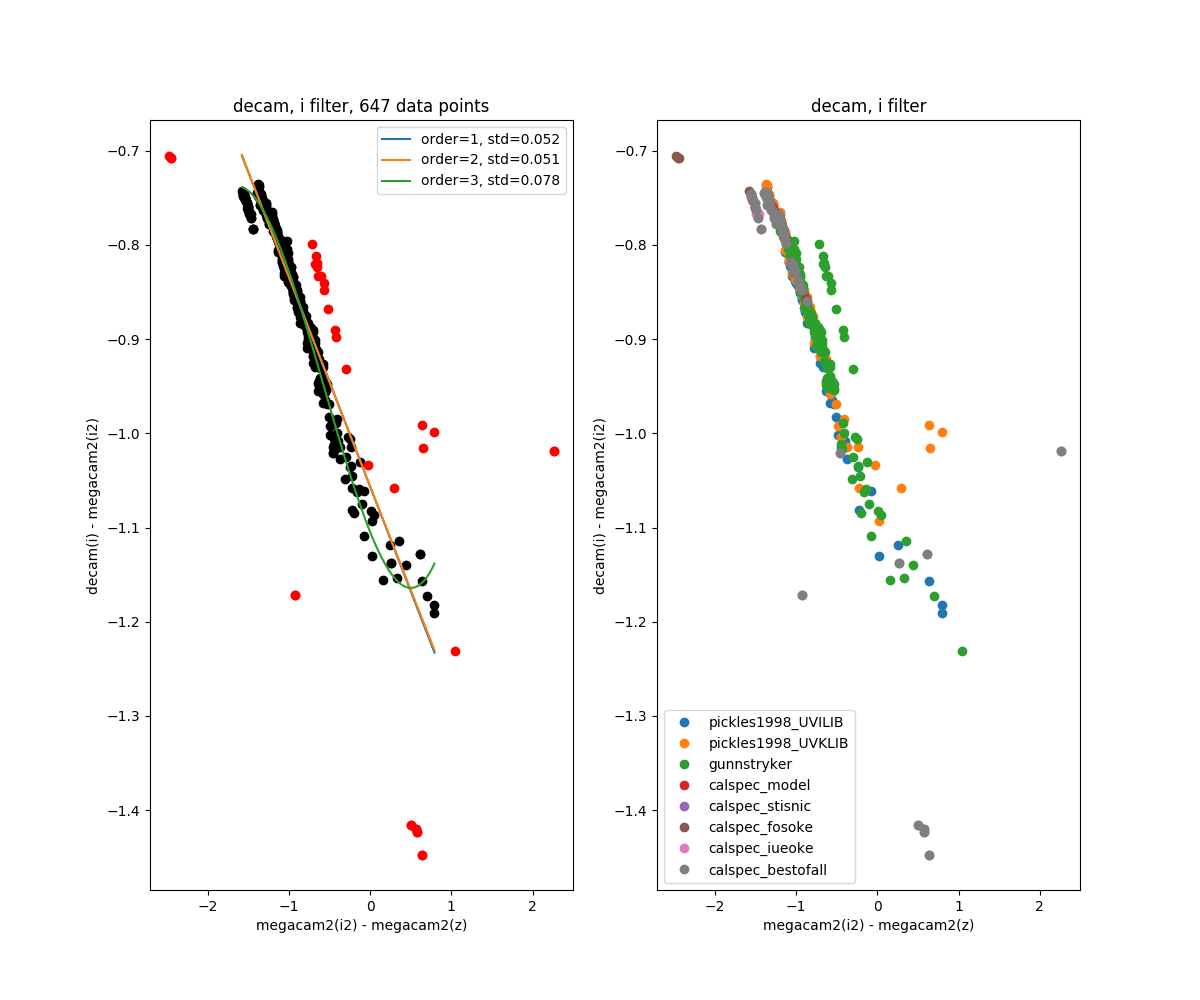 decam, i filter, 647 data points
order=1, std=0.052
order=2, std=0.051
order=3, std=0.078
−0.7
−0.8
−0.9
−1.0
−1.1
−1.2
−1.3
−1.4
decam(i) - megacam2(i2)
−2
−1
0
1
2
megacam2(i2) - megacam2(z)
decam, i filter
−0.7
−0.8
−0.9
−1.0
−1.1
−1.2
−1.3
−1.4
decam(i) - megacam2(i2)
pickles1998_UVILIB
pickles1998_UVKLIB
gunnstryker
calspec_model
calspec_stisnic
calspec_fosoke
calspec_iueoke
calspec_bestofall
−2
−1
0
1
2
megacam2(i2) - megacam2(z)